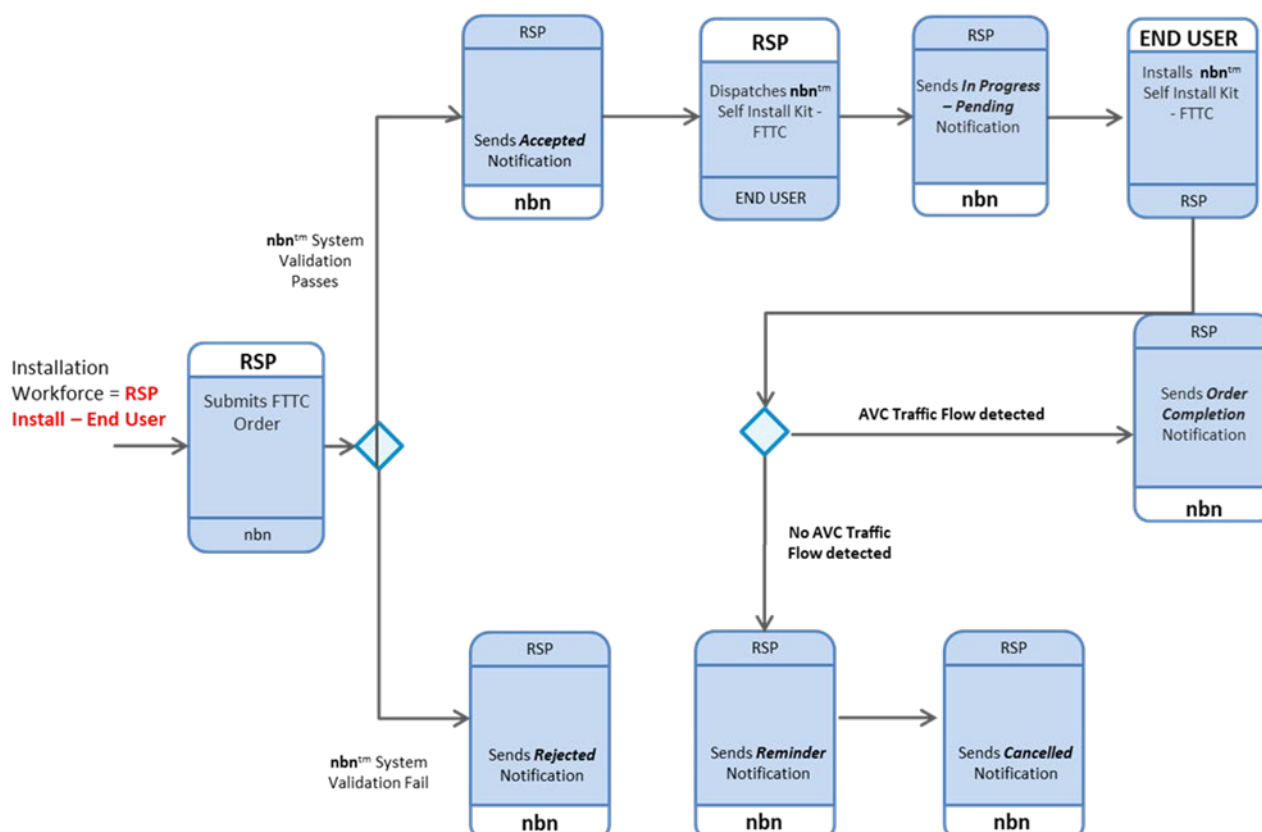 RSP
Sends Accepted
Notification
nbn
RSP
Dispatches nbntm
Self Install Kit -
FTTC
END USER
RSP
Sends In Progress
– Pending
Notification
nbn
END USER
Installs nbntm
Self Install Kit
- FTTC
RSP
nbntm System
Validation
Passes
Installation
Workforce = RSP
Install – End User
RSP
Submits FTTC
Order
nbn
AVC Traffic Flow detected
RSP
Sends Order
Completion
Notification
nbn
No AVC Traffic
Flow detected
nbntm System
Validation Fail
RSP
Sends Rejected
Notification
nbn
RSP
Sends Reminder
Notification
nbn
RSP
Sends Cancelled
Notification
nbn